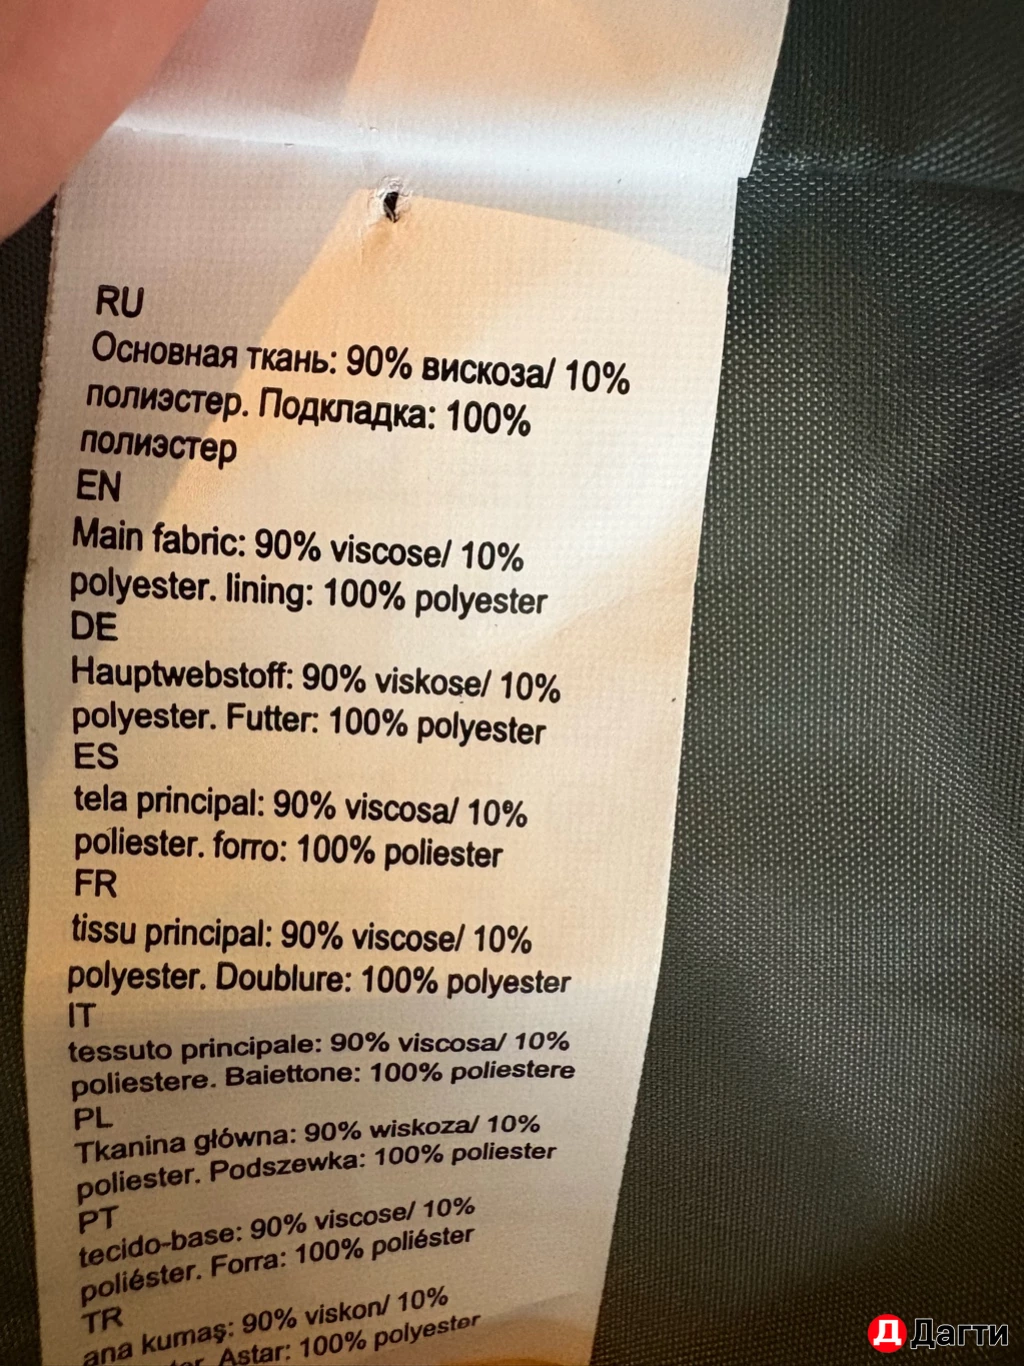 RU
Основная ткань: 90% вискоза/ 10%
полиэстер. Подкладка: 100%
полиэстер
EN
Main fabric: 90% viscose/ 10%
polyester. lining: 100% polyester
DE
Hauptwebstoff: 90% viskose/ 10%
polyester. Futter: 100% polyester
ES
tela principal: 90% viscosa/ 10%
poliester. forro: 100% poliester
FR
tissu principal: 90% viscose/ 10%
polyester. Doublure: 100% polyester
IT
tessuto principale: 90% viscosa/ 10%
poliestere. Baiettone: 100% poliestere
PL
Tkanina główna: 90% wiskoza/ 10%
poliester. Podszewka: 100% poliester
PT
tecido-base: 90% viscose/ 10%
poliéster. Forra: 100% poliéster
TR
ana kumaş: 90% viskon/ 10%
Astar: 100% polyester
Д Дагти